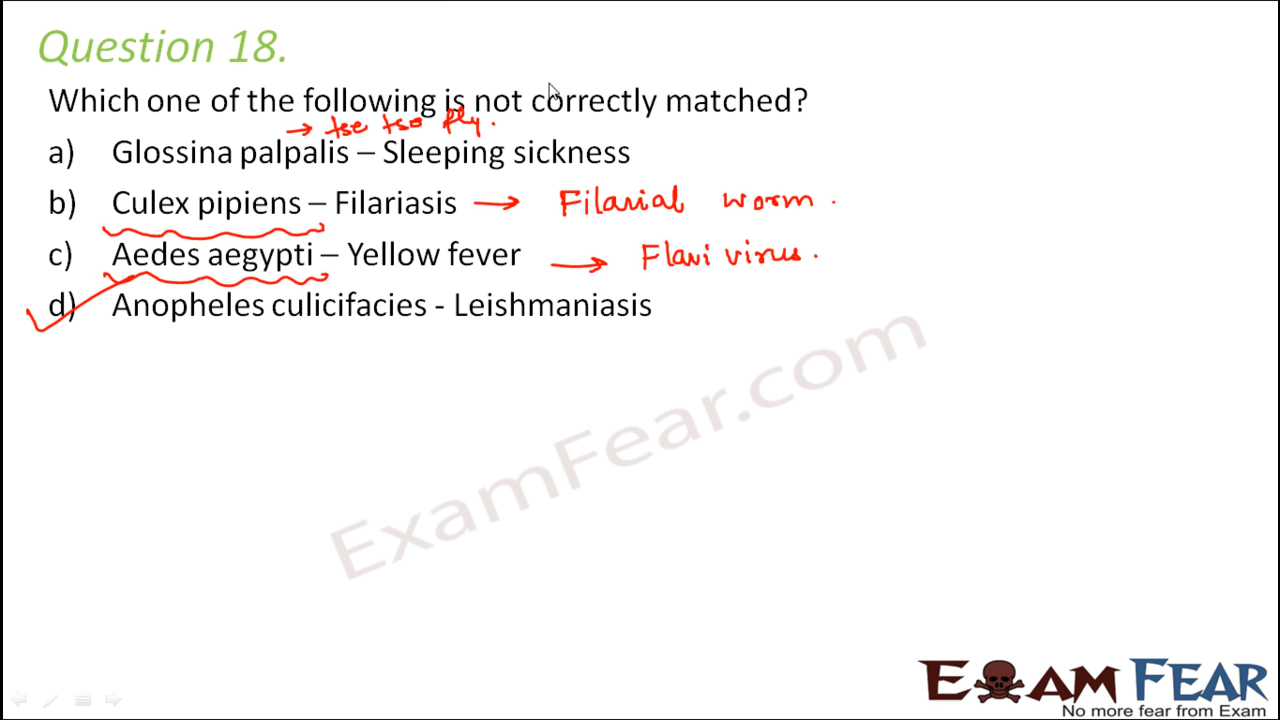 Question 18.
Which one of the following is not correctly matched?
→ tse tso fly.
a) Glossina palpalis – Sleeping sickness
b) Culex pipiens – Filariasis → Filarial worm.
c) Aedes aegypti – Yellow fever → Flavi virus.
d) Anopheles culicifacies - Leishmaniasis
ExamFear.com
EXAM FEAR
No more fear from Exam